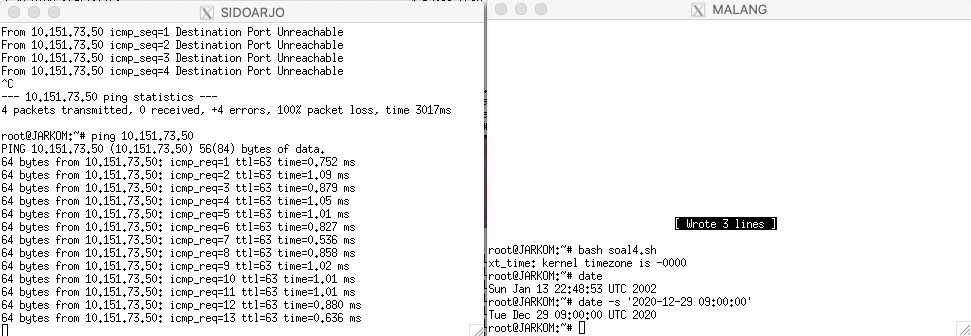 SIDOARJO
From 10.151.73.50 icmp_seq=1 Destination Port Unreachable
From 10.151.73.50 icmp_seq=2 Destination Port Unreachable
From 10.151.73.50 icmp_seq=3 Destination Port Unreachable
From 10.151.73.50 icmp_seq=4 Destination Port Unreachable
^C
--- 10.151.73.50 ping statistics ---
4 packets transmitted, 0 received, +4 errors, 100% packet loss, time 3017ms
root@JARKOM:~# ping 10.151.73.50
PING 10.151.73.50 (10.151.73.50) 56(84) bytes of data.
64 bytes from 10.151.73.50: icmp_req=1 ttl=63 time=0.752 ms
64 bytes from 10.151.73.50: icmp_req=2 ttl=63 time=1.09 ms
64 bytes from 10.151.73.50: icmp_req=3 ttl=63 time=0.879 ms
64 bytes from 10.151.73.50: icmp_req=4 ttl=63 time=1.05 ms
64 bytes from 10.151.73.50: icmp_req=5 ttl=63 time=1.01 ms
64 bytes from 10.151.73.50: icmp_req=6 ttl=63 time=0.827 ms
64 bytes from 10.151.73.50: icmp_req=7 ttl=63 time=0.536 ms
64 bytes from 10.151.73.50: icmp_req=8 ttl=63 time=0.858 ms
64 bytes from 10.151.73.50: icmp_req=9 ttl=63 time=1.02 ms
64 bytes from 10.151.73.50: icmp_req=10 ttl=63 time=1.01 ms
64 bytes from 10.151.73.50: icmp_req=11 ttl=63 time=1.01 ms
64 bytes from 10.151.73.50: icmp_req=12 ttl=63 time=0.880 ms
64 bytes from 10.151.73.50: icmp_req=13 ttl=63 time=0.636 ms
MALANG
[ Wrote 3 lines ]
root@JARKOM:~# bash soal4.sh
xt_time: kernel timezone is -0000
root@JARKOM:~# date
Sun Jan 13 22:48:53 UTC 2002
root@JARKOM:~# date -s '2020-12-29 09:00:00'
Tue Dec 29 09:00:00 UTC 2020
root@JARKOM:~#